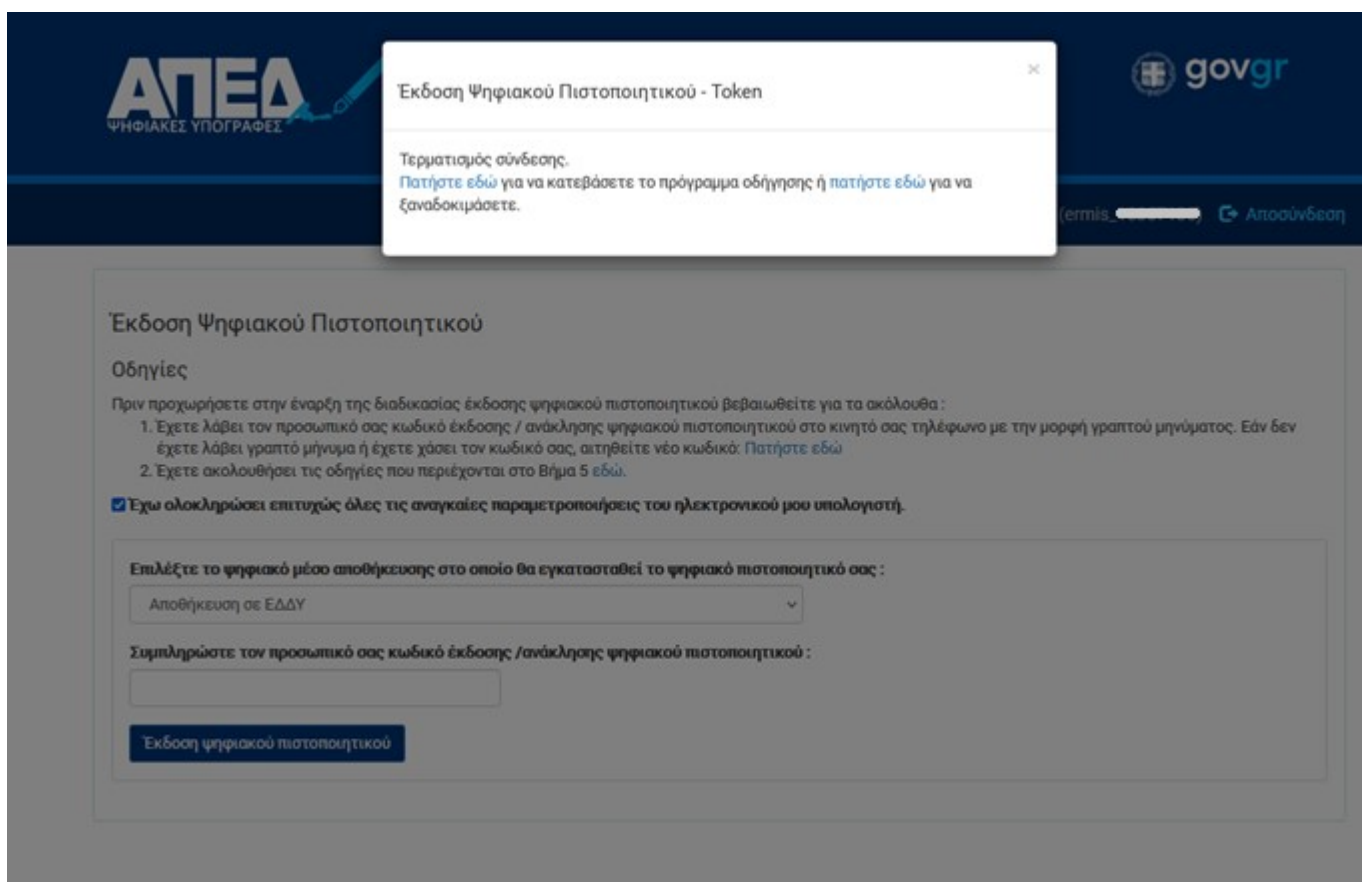 ΑΠΕΔ
ΨΗΦΙΑΚΕΣ ΥΠΟΓΡΑΦΕΣ
govgr
Έκδοση Ψηφιακού Πιστοποιητικού - Token
×
Τερματισμός σύνδεσης.
Πατήστε εδώ για να κατεβάσετε το πρόγραμμα οδήγησης ή πατήστε εδώ για να
ξαναδοκιμάσετε.
(ermis_ ) Αποσύνδεση
Έκδοση Ψηφιακού Πιστοποιητικού
Οδηγίες
Πριν προχωρήσετε στην έναρξη της διαδικασίας έκδοσης ψηφιακού πιστοποιητικού βεβαιωθείτε για τα ακόλουθα :
1. Έχετε λάβει τον προσωπικό σας κωδικό έκδοσης / ανάκλησης ψηφιακού πιστοποιητικού στο κινητό σας τηλέφωνο με την μορφή γραπτού μηνύματος. Εάν δεν
έχετε λάβει γραπτό μήνυμα ή έχετε χάσει τον κωδικό σας, αιτηθείτε νέο κωδικό: Πατήστε εδώ
2. Έχετε ακολουθήσει τις οδηγίες που περιέχονται στο Βήμα 5 εδώ.
Έχω ολοκληρώσει επιτυχώς όλες τις αναγκαίες παραμετροποιήσεις του ηλεκτρονικού μου υπολογιστή.
Επιλέξτε το ψηφιακό μέσο αποθήκευσης στο οποίο θα εγκατασταθεί το ψηφιακό πιστοποιητικό σας :
Αποθήκευση σε ΕΔΔΥ
Συμπληρώστε τον προσωπικό σας κωδικό έκδοσης /ανάκλησης ψηφιακού πιστοποιητικού :
Έκδοση ψηφιακού πιστοποιητικού